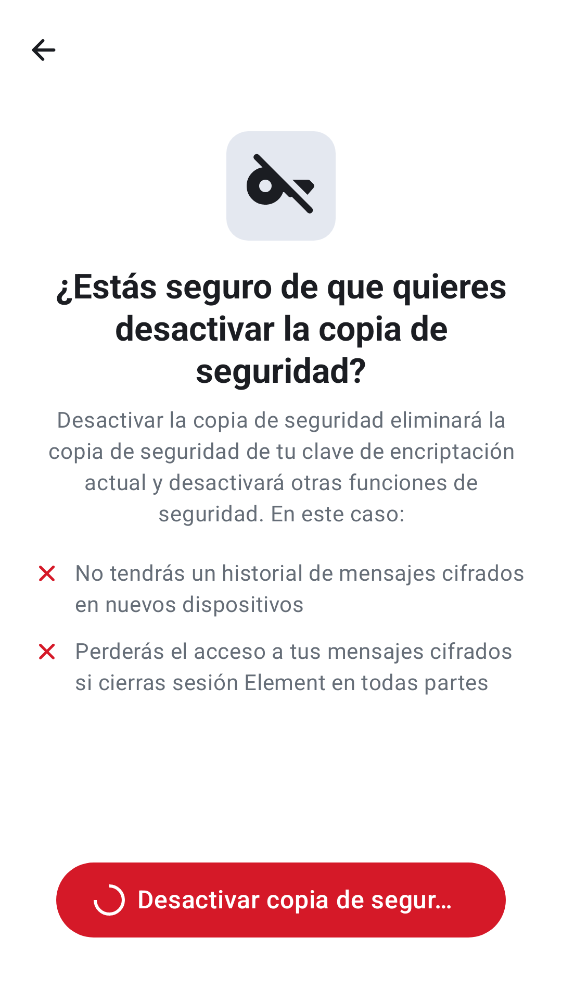 ¿Estás seguro de que quieres
desactivar la copia de
seguridad?
Desactivar la copia de seguridad eliminará la
copia de seguridad de tu clave de encriptación
actual y desactivará otras funciones de
seguridad. En este caso:
No tendrás un historial de mensajes cifrados
en nuevos dispositivos
Perderás el acceso a tus mensajes cifrados
si cierras sesión Element en todas partes
Desactivar copia de segur…